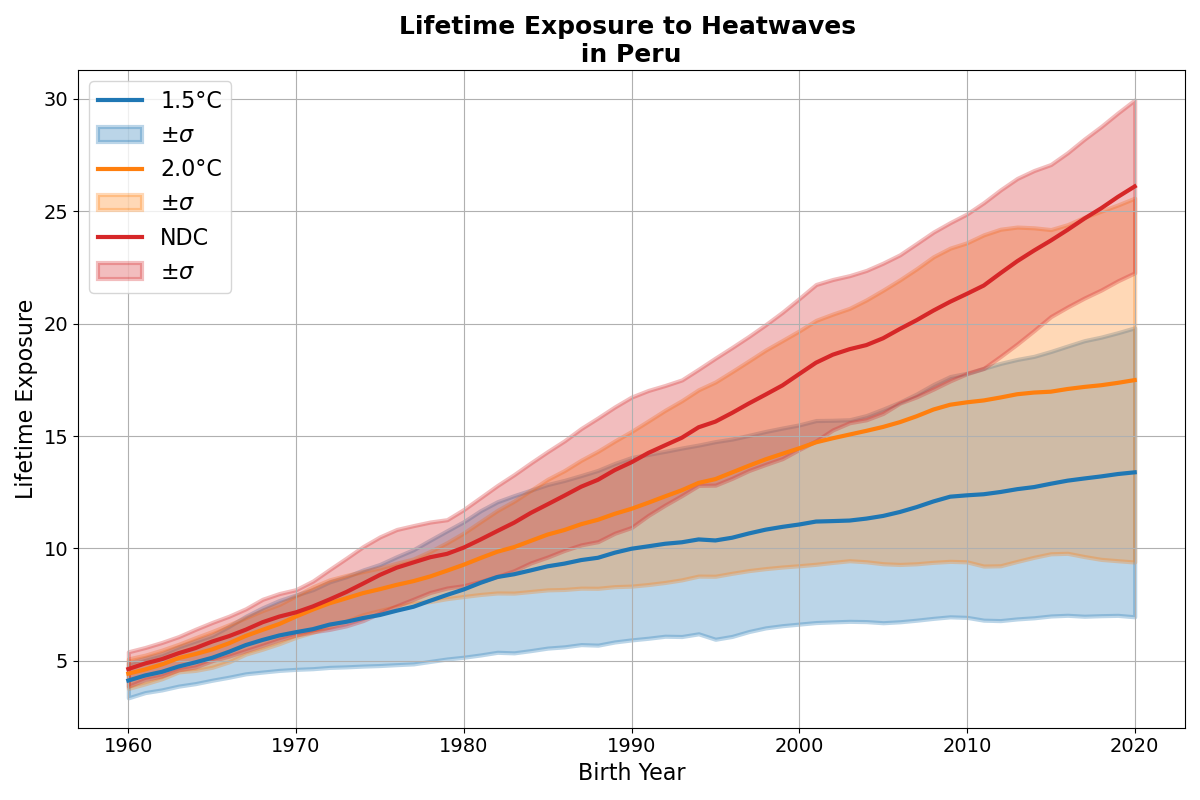 Lifetime Exposure to Heatwaves
in Peru
Lifetime Exposure
30
25
20
15
10
5
1.5°C
±σ
2.0°C
±σ
NDC
±σ
1960 1970 1980 1990 2000 2010 2020
Birth Year